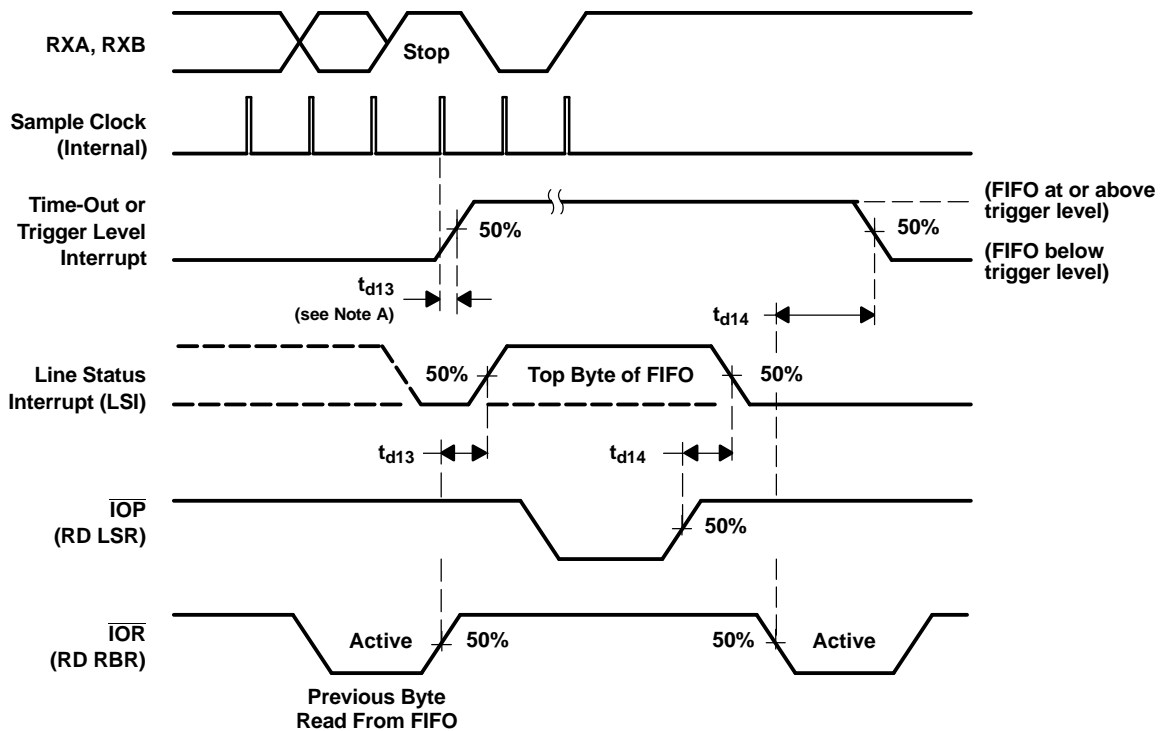 RXA, RXB
Stop
Sample Clock
(Internal)
Time-Out or
Trigger Level
Interrupt
50%
50%
(FIFO at or above
trigger level)
(FIFO below
trigger level)
td13
(see Note A)
td14
Line Status
Interrupt (LSI)
50%
Top Byte of FIFO
50%
td13
td14
IOP
(RD LSR)
50%
IOR
(RD RBR)
Active
50%
50%
Active
Previous Byte
Read From FIFO